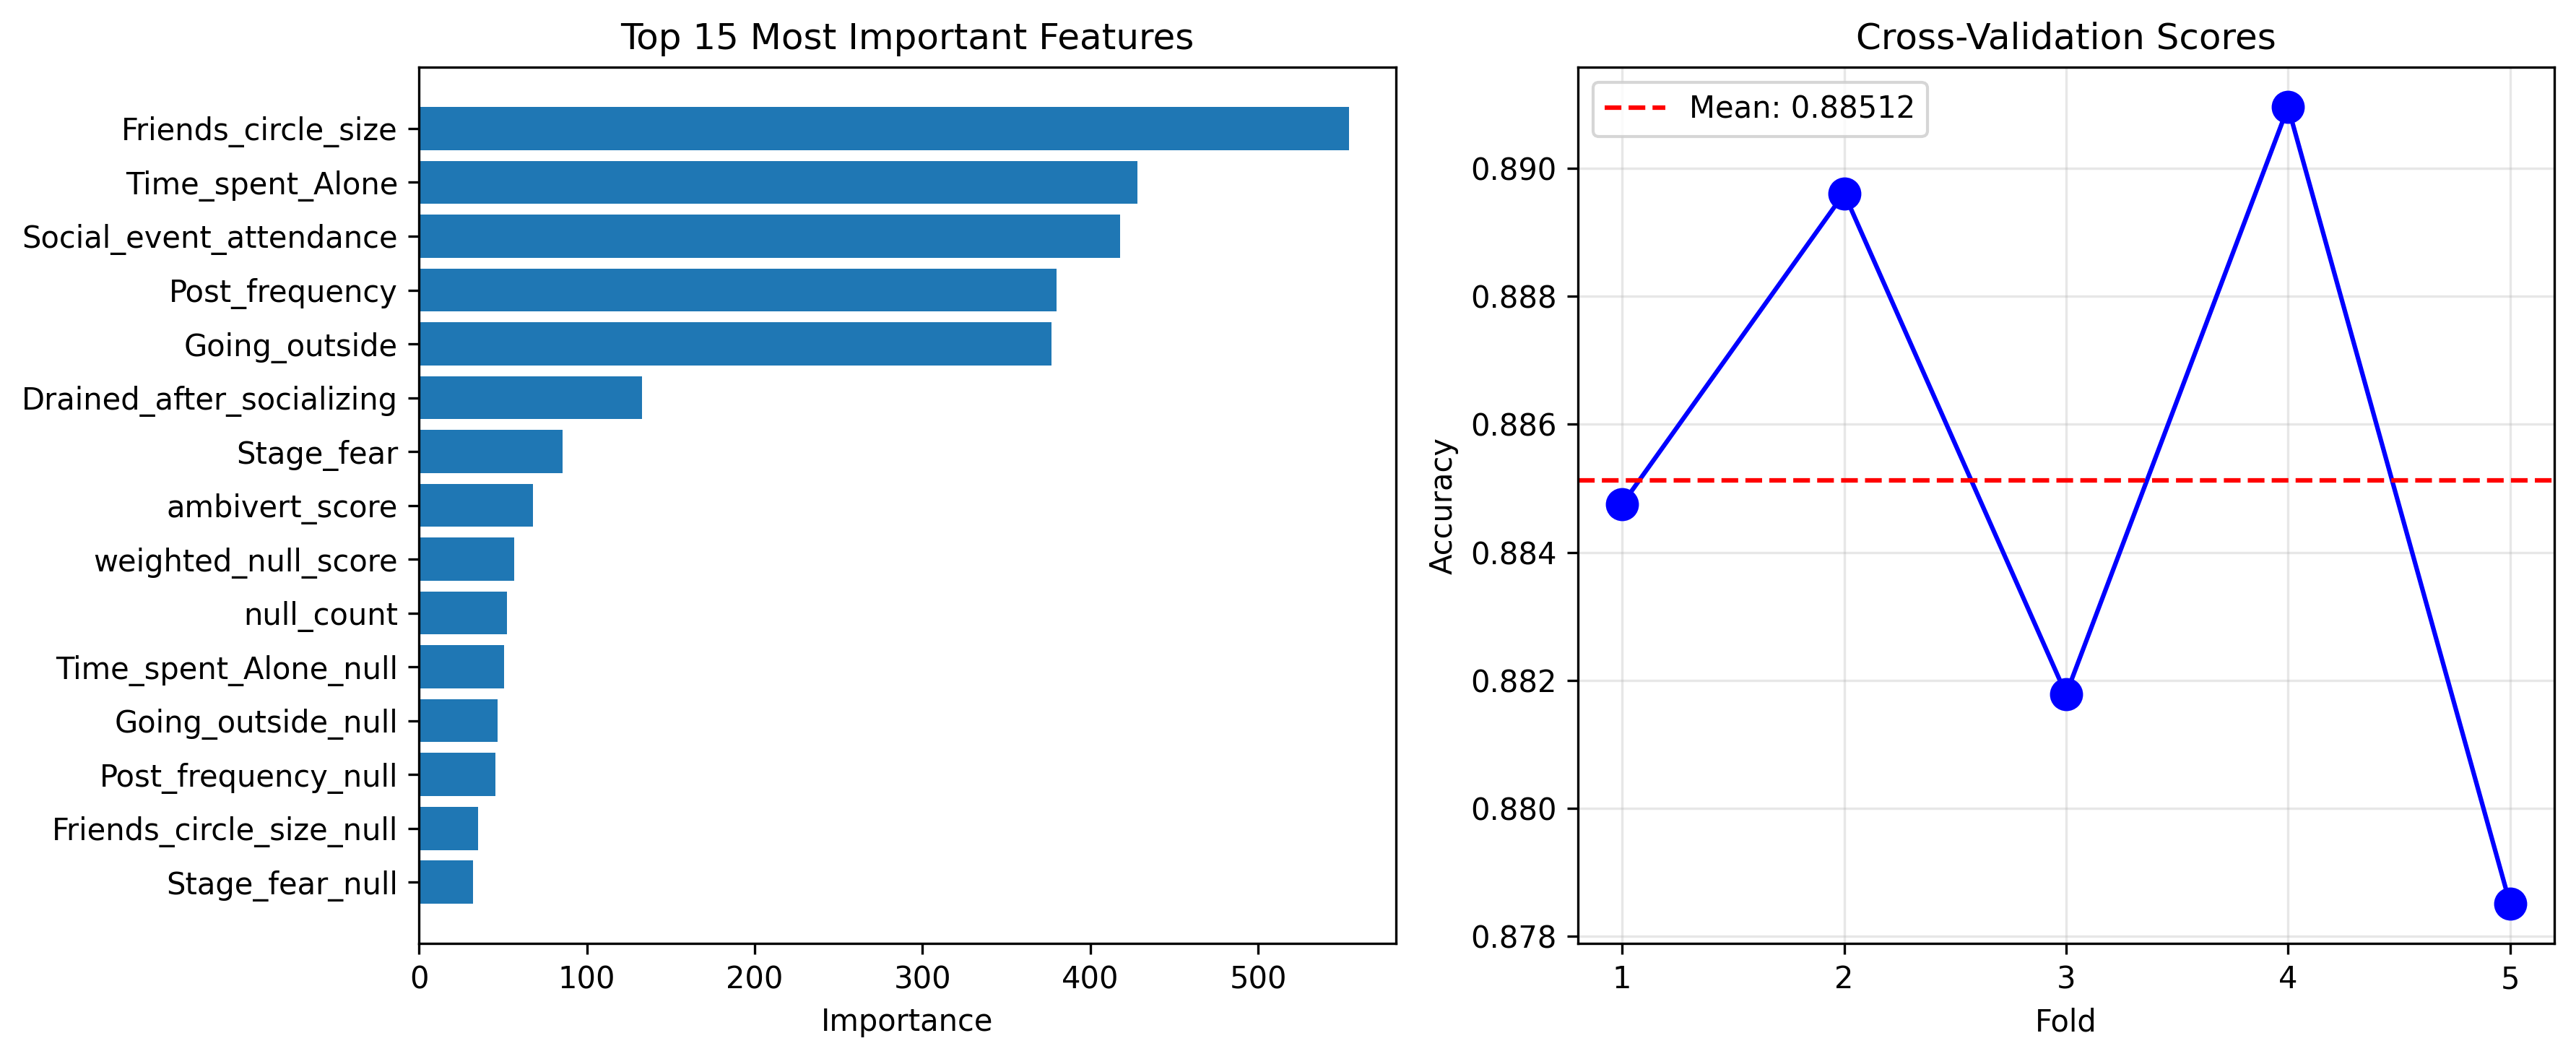 Top 15 Most Important Features
Friends_circle_size
Time_spent_Alone
Social_event_attendance
Post_frequency
Going_outside
Drained_after_socializing
Stage_fear
ambivert_score
weighted_null_score
null_count
Time_spent_Alone_null
Going_outside_null
Post_frequency_null
Friends_circle_size_null
Stage_fear_null
0 100 200 300 400 500
Importance
Cross-Validation Scores
Mean: 0.88512
0.890
0.888
0.886
0.884
0.882
0.880
0.878
Accuracy
1 2 3 4 5
Fold